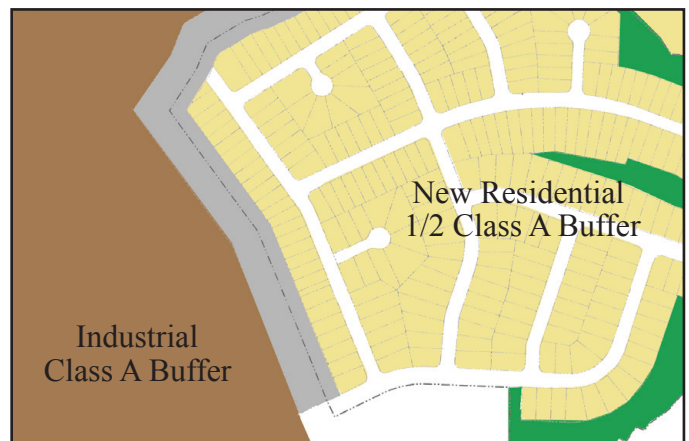 New Residential
1/2 Class A Buffer
Industrial
Class A Buffer